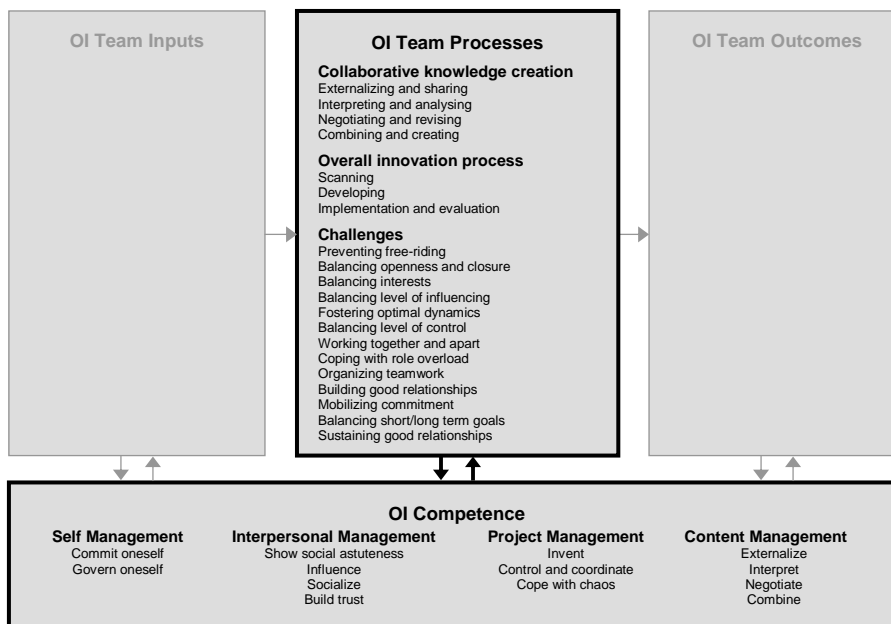 OI Team Inputs
OI Team Processes
Collaborative knowledge creation
Externalizing and sharing
Interpreting and analysing
Negotiating and revising
Combining and creating
Overall innovation process
Scanning
Developing
Implementation and evaluation
Challenges
Preventing free-riding
Balancing openness and closure
Balancing interests
Balancing level of influencing
Fostering optimal dynamics
Balancing level of control
Working together and apart
Coping with role overload
Organizing teamwork
Building good relationships
Mobilizing commitment
Balancing short/long term goals
Sustaining good relationships
OI Team Outcomes
OI Competence
Self Management
Commit oneself
Govern oneself
Interpersonal Management
Show social astuteness
Influence
Socialize
Build trust
Project Management
Invent
Control and coordinate
Cope with chaos
Content Management
Externalize
Interpret
Negotiate
Combine